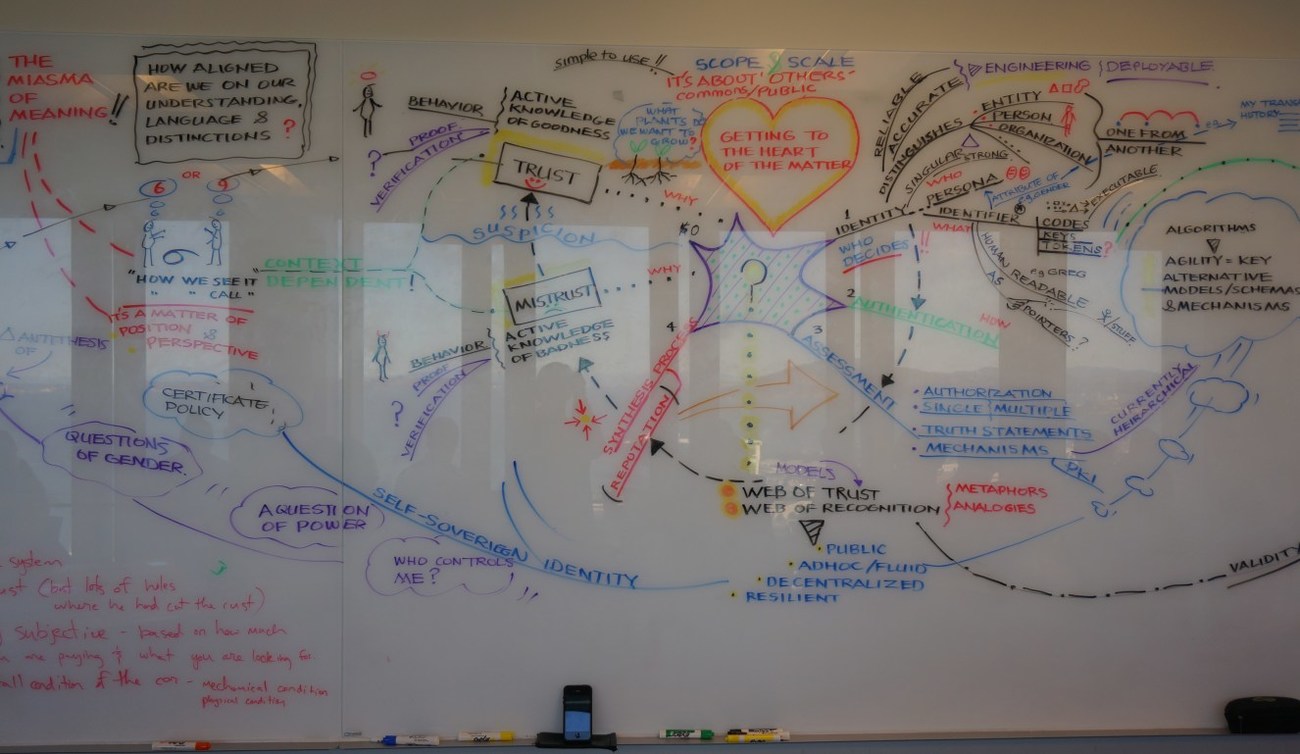 THE
MIASMA
OF
MEANING!!
HOW ALIGNED
ARE WE ON OUR
UNDERSTANDING,
LANGUAGE &
DISTINCTIONS ?
6 OR 9
6
"HOW WE SEE IT
" " CALL "
IT'S A MATTER OF
POSITION &
PERSPECTIVE
CONTEXT
DEPENDENT!
ANTITHESIS
OF
CERTIFICATE
POLICY
QUESTIONS
OF GENDER.
A QUESTION
OF POWER
WHO CONTROLS
ME?
SELF-SOVERIGEN IDENTITY
system
(but lots of rules
where he had cut the
subjective - based on how much
are paying & what you are looking for
condition of the - mechanical condition
physical condition
BEHAVIOR
ACTIVE
KNOWLEDGE
OF GOODNESS
?
PROOF
VERIFICATION
TRUST
SUSPICION
MISTRUST
ACTIVE
KNOWLEDGE
OF BADNESS
BEHAVIOR
PROOF
?
VERIFICATION
Simple to use!!
SCOPE & SCALE
IT'S ABOUT 'OTHERS'
commons/PUBLIC
WHAT
PLANTS DO
WE WANT TO
GROW?
GETTING TO
THE HEART
OF THE MATTER
WHY
WHY
?
1
IDENTITY
WHO
DECIDES !!
2
AUTHENTICATION
HOW
3
ASSESSMENT
4
SYNTHESIS PROCESS
(REPUTATION)
RELIABLE
ACCURATE
DISTINGUISHES
ENGINEERING
DEPLOYABLE
ENTITY
PERSON
ORGANIZATION
SINGULAR STRONG
WHO
PERSONA
ATTRIBUTE OF
eg. GENDER
IDENTIFIER
WHAT
CODES
KEYS
TOKENS?
EXECUTABLE
HUMAN READABLE
AS
eg GREG
POINTERS?
&/STUFF
ONE FROM
ANOTHER
eg
MY TRANS
HISTORY
ALGORITHMS
AGILITY = KEY
ALTERNATIVE
MODELS/SCHEMAS
& MECHANISMS
• AUTHORIZATION
• SINGLE | MULTIPLE
• TRUTH STATEMENTS
• MECHANISMS
CURRENTLY
HEIRARCHICAL
PKI
MODELS
WEB OF TRUST
WEB OF RECOGNITION
METAPHORS
ANALOGIES
• PUBLIC
• ADHOC/FLUID
• DECENTRALIZED
• RESILIENT
VALIDITY